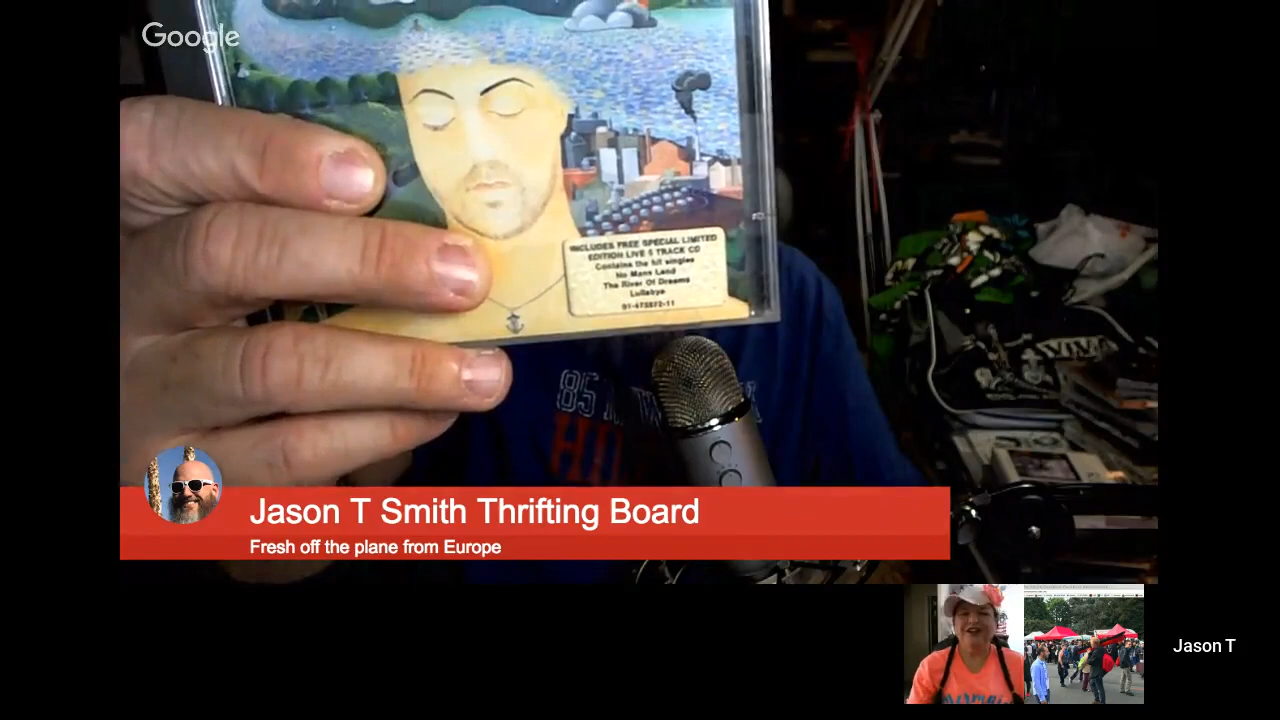 Google
INCLUDES FREE SPECIAL LIMITED
EDITION LIVE 5 TRACK CD
Contains the hit singles
No Mans Land
The River Of Dreams
Lullabye
85
Jason T Smith Thrifting Board
Fresh off the plane from Europe
Jason T